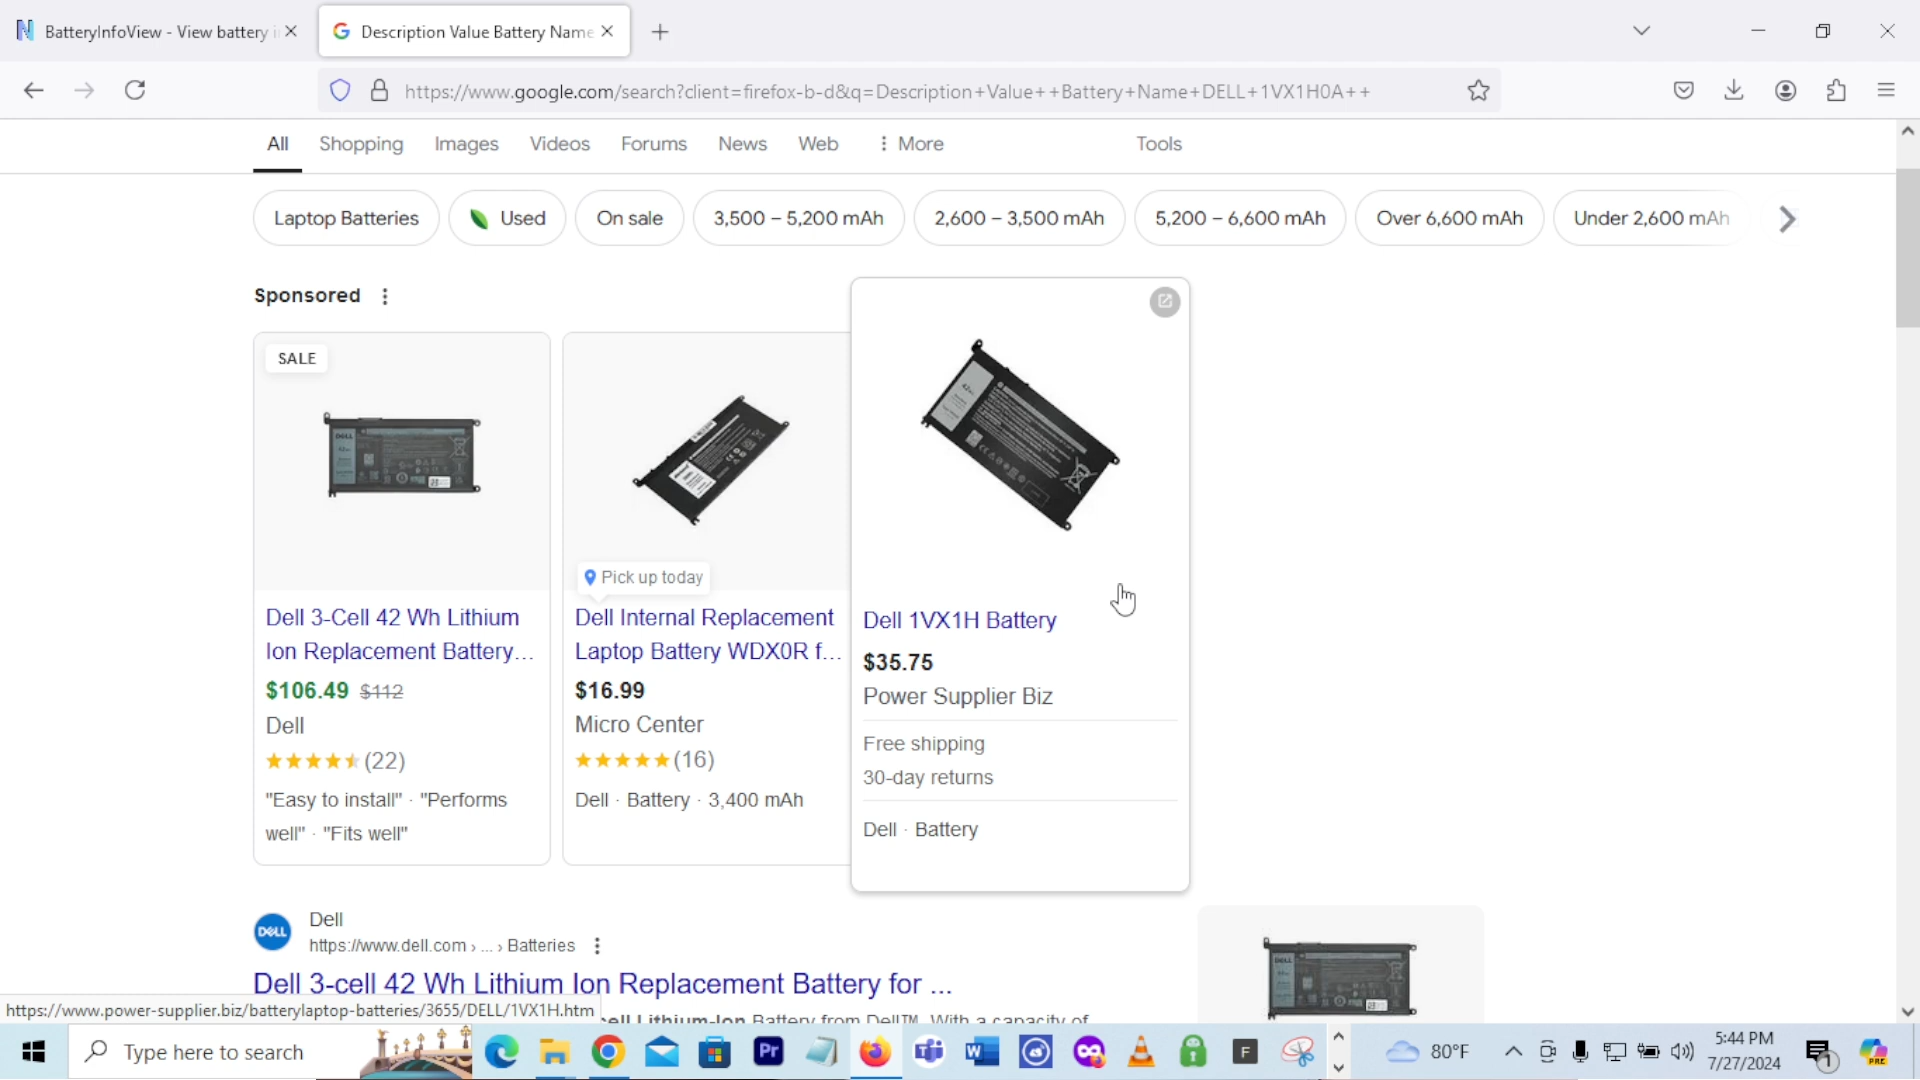 BatteryInfoView - View battery i
Description Value Battery Name
https://www.google.com/search?client=firefox-b-d&q=Description+Value++Battery+Name+DELL+1VX1H0A++
All Shopping Images Videos Forums News Web More Tools
Laptop Batteries Used On sale 3,500 – 5,200 mAh 2,600 – 3,500 mAh 5,200 – 6,600 mAh Over 6,600 mAh Under 2,600 mAh
Sponsored
SALE
DELL
Pick up today
Dell 3-Cell 42 Wh Lithium
Ion Replacement Battery...
$106.49 $112
Dell
(22)
"Easy to install" · "Performs
well" · "Fits well"
Dell Internal Replacement
Laptop Battery WDX0R f...
$16.99
Micro Center
(16)
Dell · Battery · 3,400 mAh
Dell 1VX1H Battery
$35.75
Power Supplier Biz
Free shipping
30-day returns
Dell · Battery
DELL
Dell
https://www.dell.com › ... › Batteries
Dell 3-cell 42 Wh Lithium Ion Replacement Battery for ...
Battery from Dell™. With a capacity of
DELL
https://www.power-supplier.biz/batterylaptop-batteries/3655/DELL/1VX1H.htm
Type here to search
Pr
F
80°F
5:44 PM
7/27/2024
1
PRE